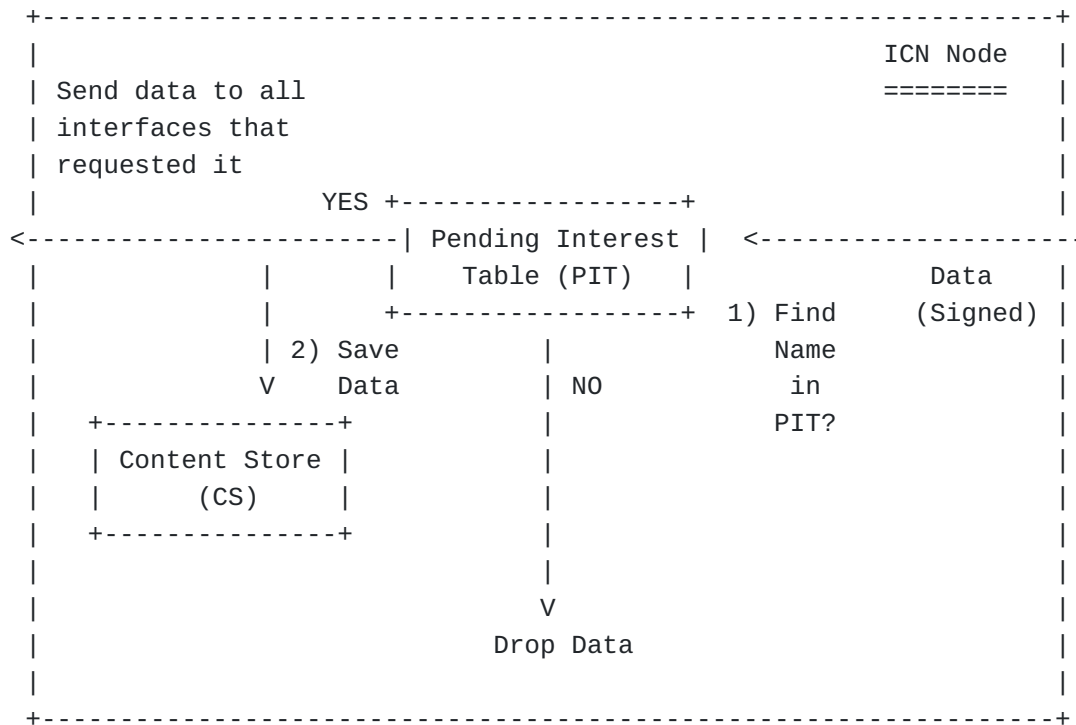 ICN Node
Send data to all ========
interfaces that
requested it
YES
Pending Interest
Table (PIT) Data
1) Find (Signed)
2) Save Name
V Data NO in
PIT?
Content Store
(CS)
V
Drop Data